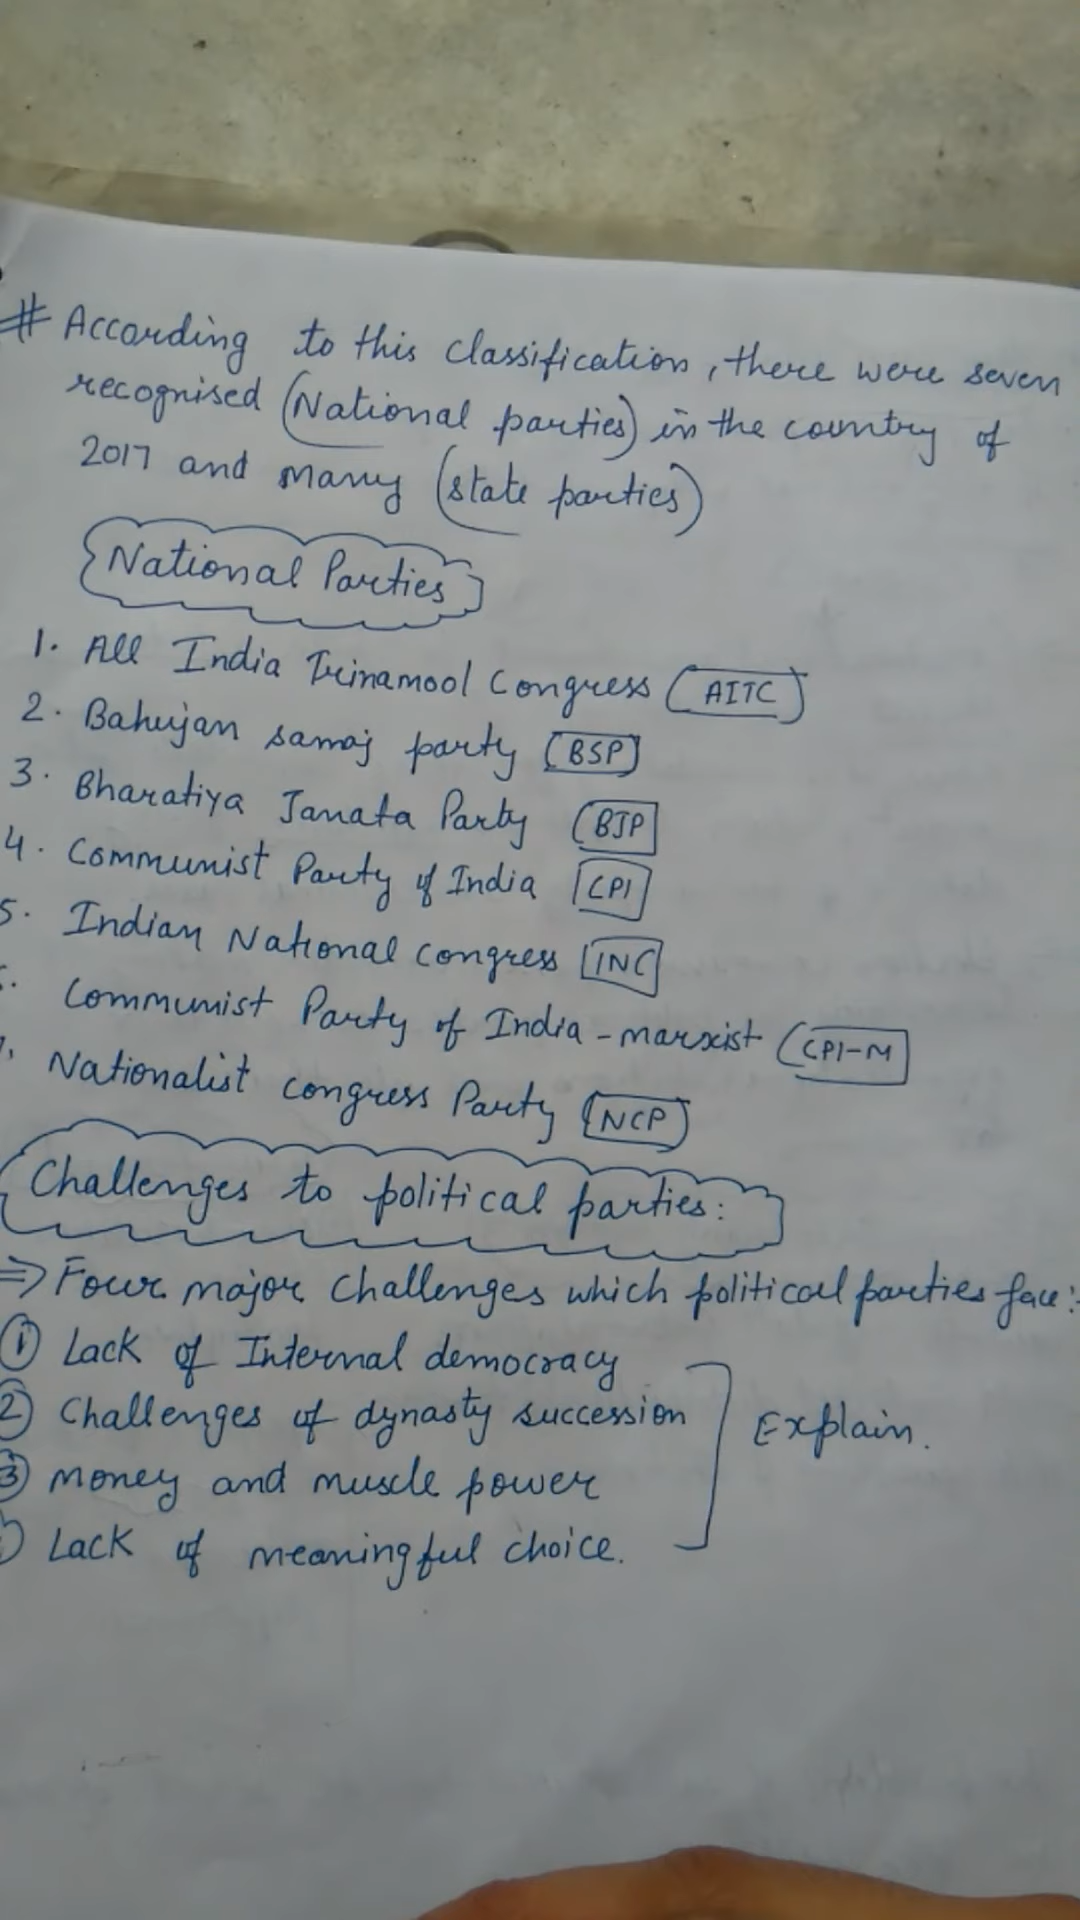 # According to this classification, there were seven
recognised (National parties) in the country of
2017 and many (state parties)
National Parties
1. All India Trinamool Congress (AITC)
2. Bahujan samaj party (BSP)
3. Bharatiya Janata Party (BJP)
4. Communist Party of India [CPI]
5. Indian National congress [INC]
Communist Party of India - marxist (CPI-M)
Nationalist congress Party (NCP)
Challenges to political parties:
⇒ Four major challenges which political parties face:-
① Lack of Internal democracy
② Challenges of dynasty succession
Explain.
③ money and muscle power
Lack of meaningful choice.